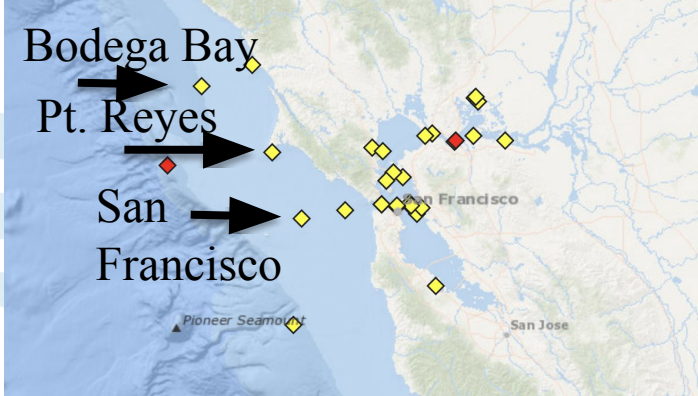 Bodega Bay
Pt. Reyes
San
Francisco
San Francisco
Pioneer Seamount
San Jose